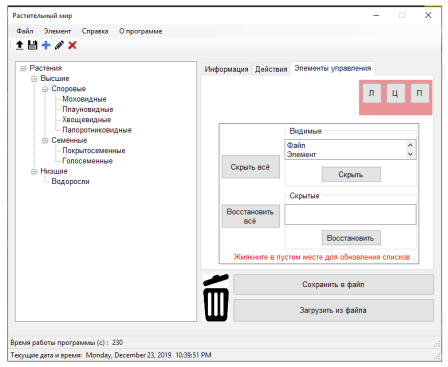 Растительный мир
Файл Элемент Справка О программе
Растения
Высшие
Споровые
Моховидные
Плауновидные
Хвощевидные
Папоротниковидные
Семенные
Покрытосеменные
Голосеменные
Низшие
Водоросли
Информация Действия Элементы управления
Л Ц П
Видимые
Файл
Элемент
Скрыть всё
Скрыть
Скрытые
Восстановить
всё
Восстановить
Жмякните в пустом месте для обновления списков
Сохранить в файл
Загрузить из файла
Время работы программы (с) : 230
Текущие дата и время: Monday, December 23, 2019 10:39:51 PM